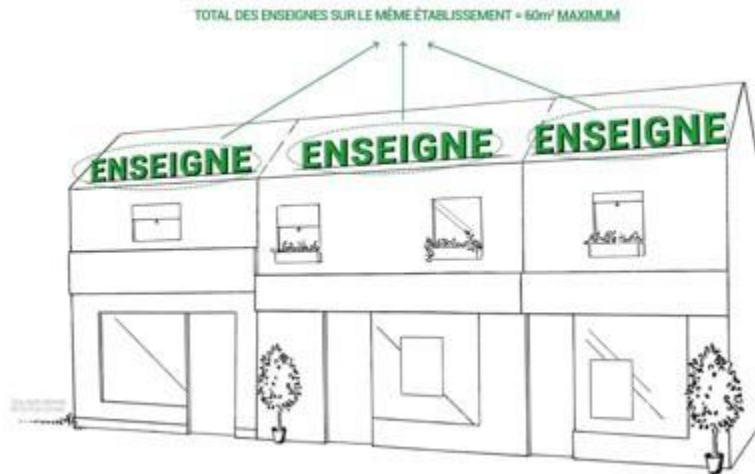 TOTAL DES ENSEIGNES SUR LE MÊME ÉTABLISSEMENT = 60m² MAXIMUM
ENSEIGNE
ENSEIGNE
ENSEIGNE